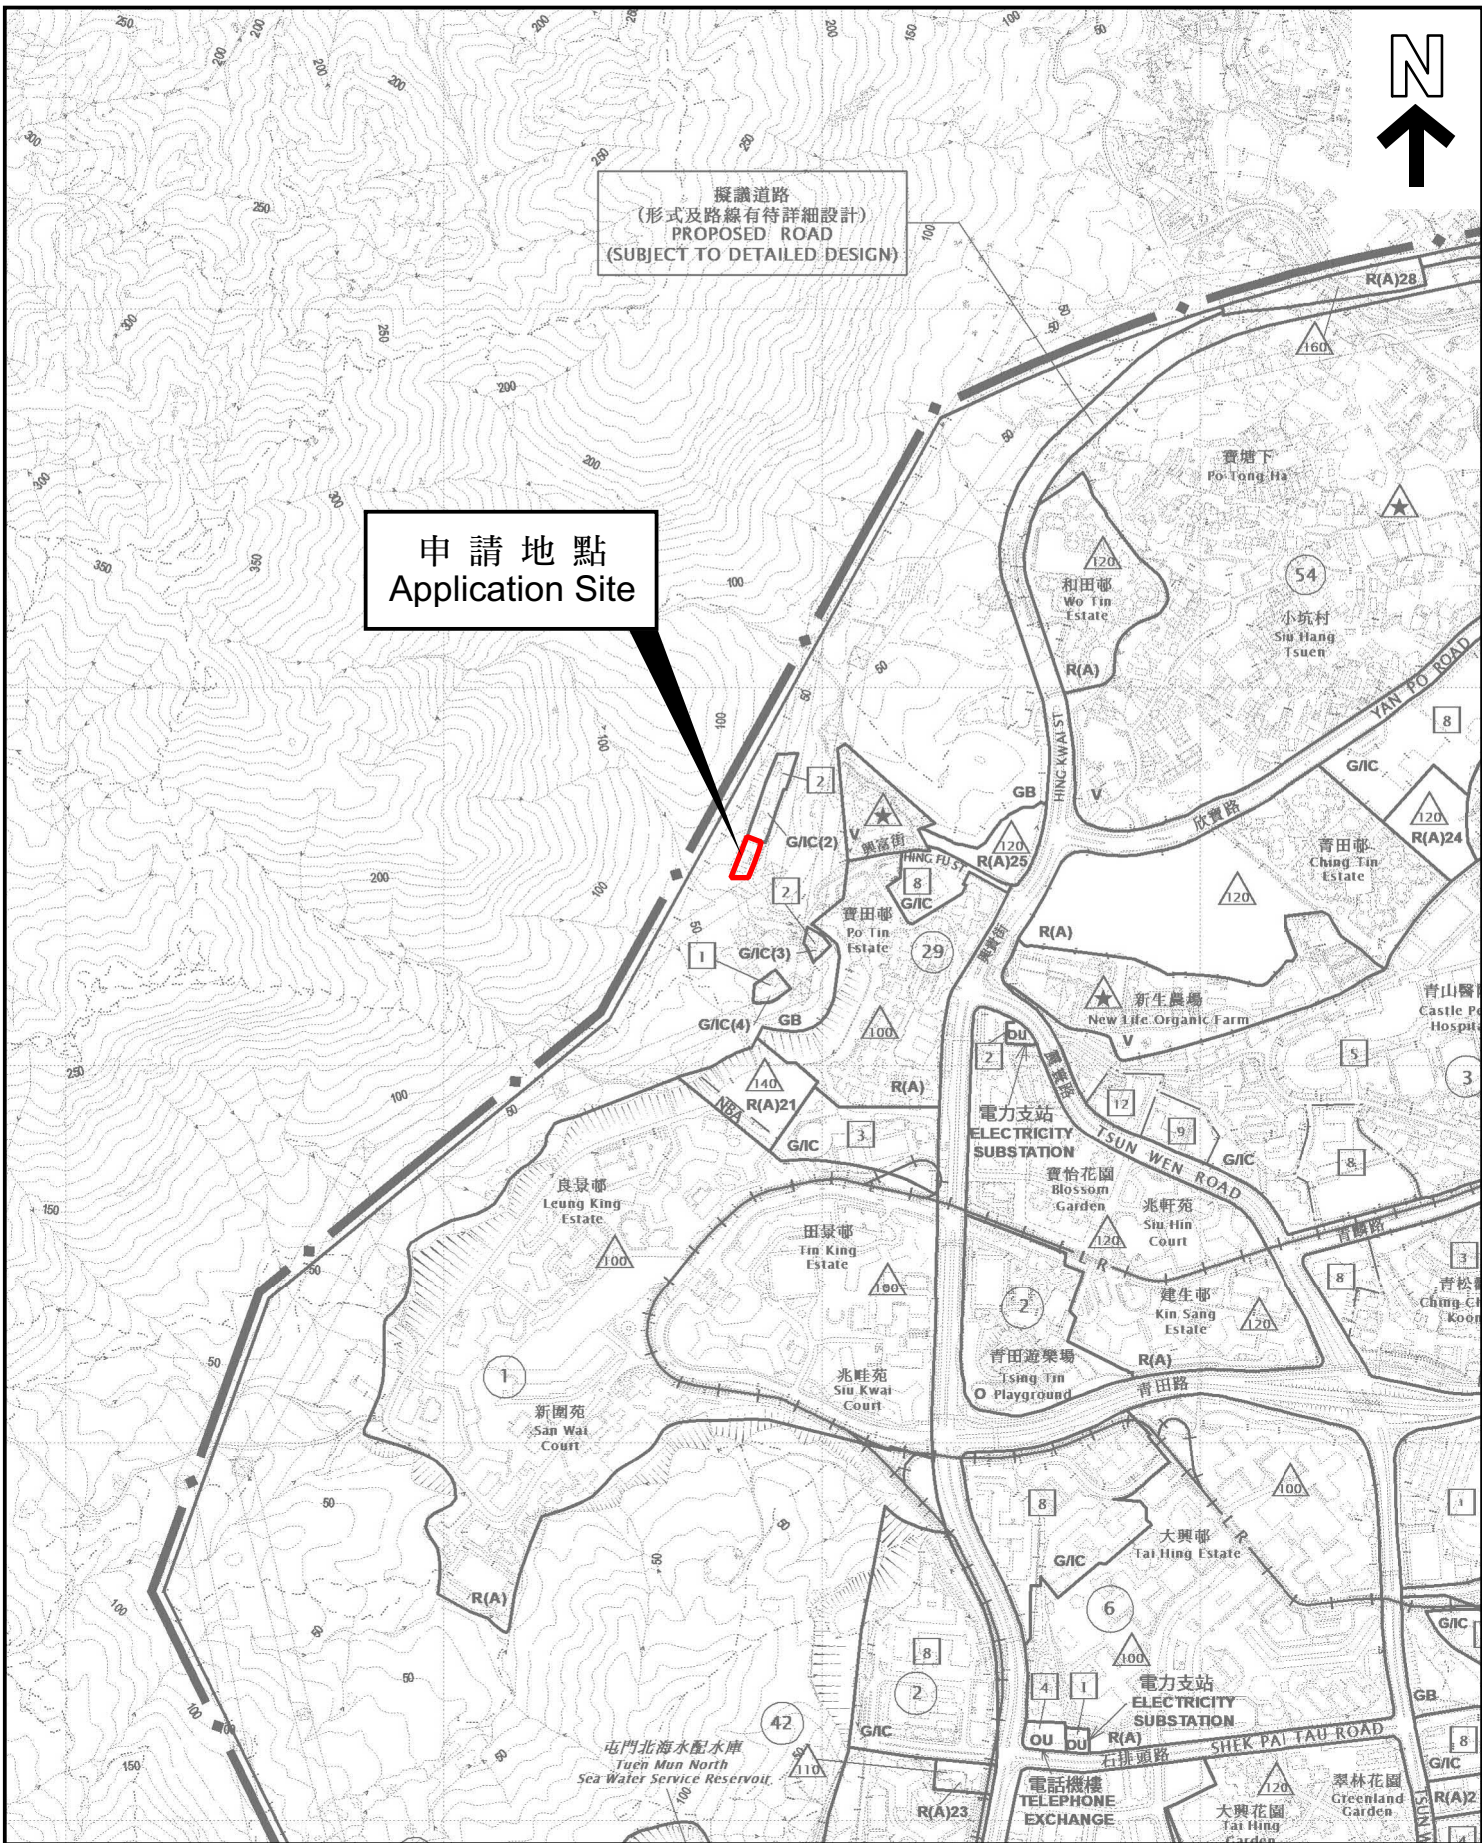 N
擬議道路
(形式及路線有待詳細設計)
PROPOSED ROAD
(SUBJECT TO DETAILED DESIGN)
申請地點
Application Site
R(A)28
160
寶塘下
Po Tong Ha
120
和田邨
Wo Tin
Estate
R(A)
54
小坑村
Siu Hang
Tsuen
YAN PO ROAD
欣寶路
HING KWAI ST
GB
V
8
G/IC
120
R(A)24
青田邨
Ching Tin
Estate
120
R(A)
2
G/IC(2)
V
興富街
HING FU ST
120
R(A)25
8
G/IC
2
寶田邨
Po Tin
Estate
29
興貴街
1
G/IC(3)
G/IC(4)
GB
100
R(A)
新生農場
New Life Organic Farm
V
OU
2
電力支站
ELECTRICITY
SUBSTATION
12
9
G/IC
TSUN WEN ROAD
青山醫
Castle Pe
Hospita
5
3
8
140
R(A)21
NBA
G/IC
3
良景邨
Leung King
Estate
100
田景邨
Tin King
Estate
100
寶怡花園
Blossom
Garden
兆軒苑
Siu Hin
Court
120
L R
青麟路
建生邨
Kin Sang
Estate
120
R(A)
8
3
青松
Ching Ch
Koon
2
青田遊樂場
Tsing Tin
Playground
O
青田路
1
新圍苑
San Wai
Court
兆畦苑
Siu Kwai
Court
R(A)
8
G/IC
大興邨
Tai Hing Estate
L R
100
6
100
8
2
G/IC
42
屯門北海水配水庫
Tuen Mun North
Sea Water Service Reservoir
110
R(A)23
4
1
電力支站
ELECTRICITY
SUBSTATION
OU
OU
R(A)
石排頭路
SHEK PAI TAU ROAD
電話機樓
TELEPHONE
EXCHANGE
120
大興花園
Tai Hing
Garden
翠林花園
Greenland
Garden
G/IC
GB
8
G/IC
R(A)2
TSUN W